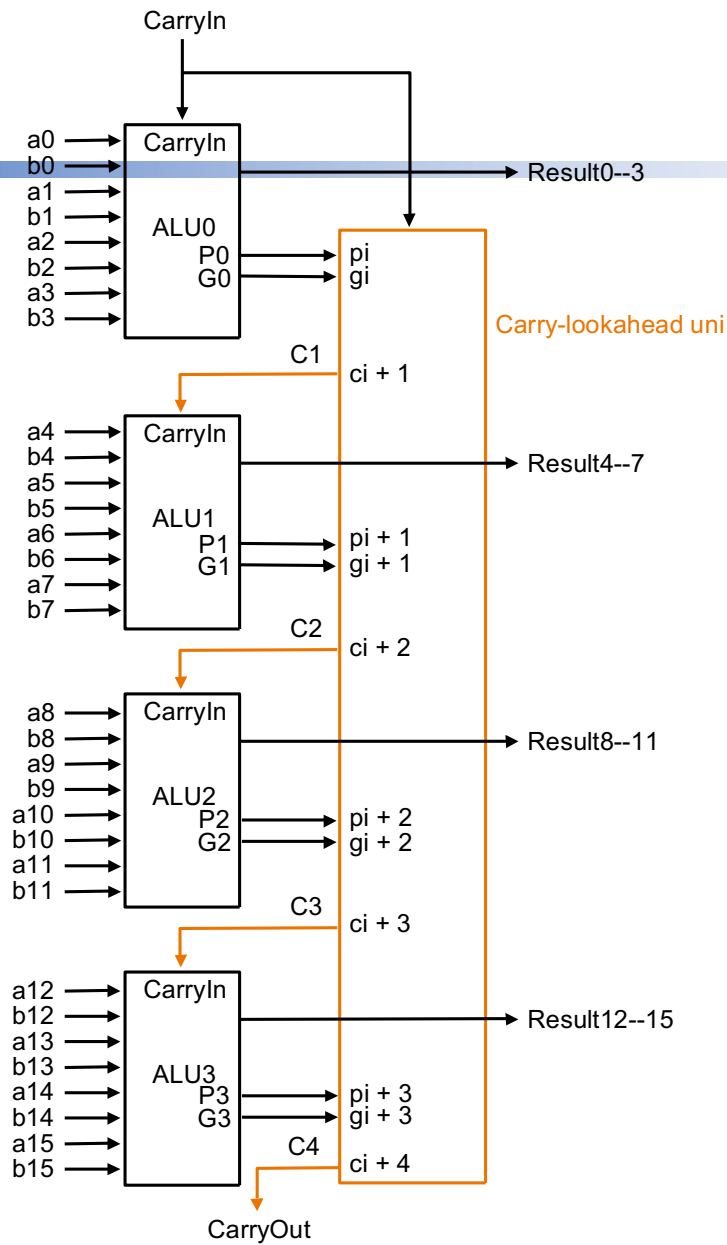 CarryIn
a0
CarryIn
b0
Result0--3
a1
b1
ALU0
a2
P0
pi
b2
G0
gi
a3
b3
Carry-lookahead uni
C1
ci + 1
a4
CarryIn
b4
Result4--7
a5
b5
ALU1
a6
P1
pi + 1
b6
G1
gi + 1
a7
b7
C2
ci + 2
a8
CarryIn
b8
Result8--11
a9
b9
ALU2
a10
P2
pi + 2
b10
G2
gi + 2
a11
b11
C3
ci + 3
a12
CarryIn
b12
Result12--15
a13
b13
ALU3
a14
P3
pi + 3
b14
G3
gi + 3
a15
C4
b15
ci + 4
CarryOut